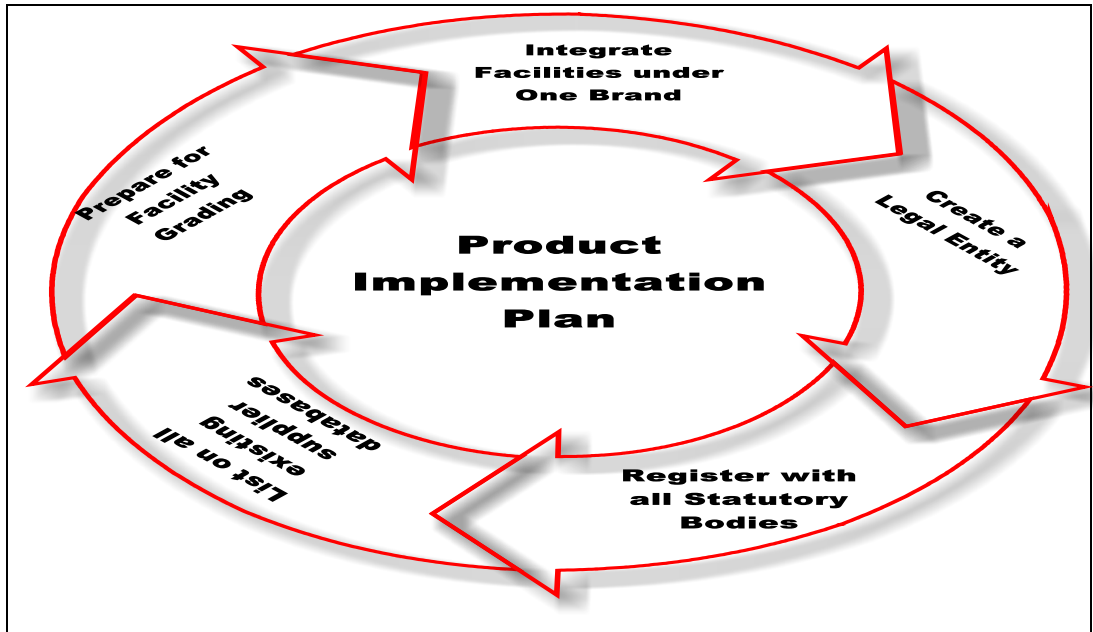 Integrate
Facilities under
One Brand
Create a
Legal Entity
Register with
all Statutory
Bodies
List on all
existing
supplier
databases
Prepare for
Facility
Grading
Product
Implementation
Plan